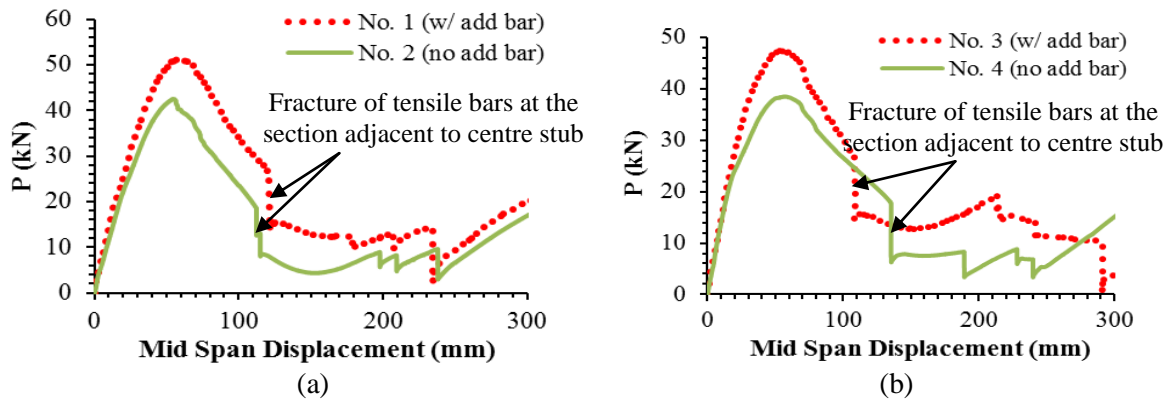 60
50
40
30
20
10
0
P (kN)
No. 1 (w/ add bar)
No. 2 (no add bar)
Fracture of tensile bars at the
section adjacent to centre stub
0 100 200 300
Mid Span Displacement (mm)
(a)
50
40
30
20
10
0
P (kN)
No. 3 (w/ add bar)
No. 4 (no add bar)
Fracture of tensile bars at the
section adjacent to centre stub
0 100 200 300
Mid Span Displacement (mm)
(b)